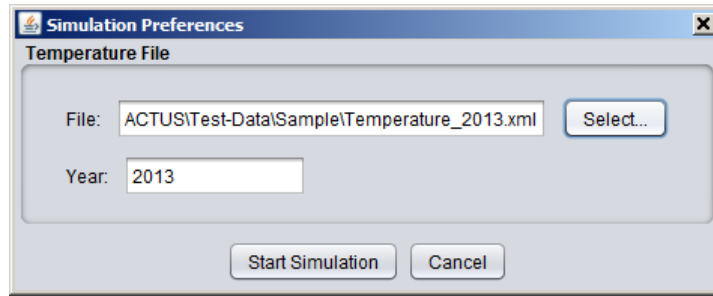 Simulation Preferences
Temperature File
File: ACTUS\Test-Data\Sample\Temperature_2013.xml Select...
Year: 2013
Start Simulation Cancel